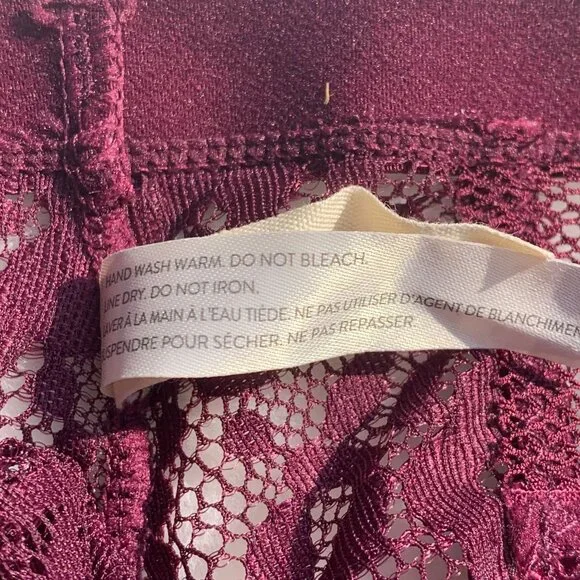 HAND WASH WARM. DO NOT BLEACH.
LINE DRY. DO NOT IRON.
LAVER À LA MAIN À L'EAU TIÉDE. NE PAS UTILISER D'AGENT DE BLANCHIMEN
SUSPENDRE POUR SÉCHER. NE PAS REPASSER